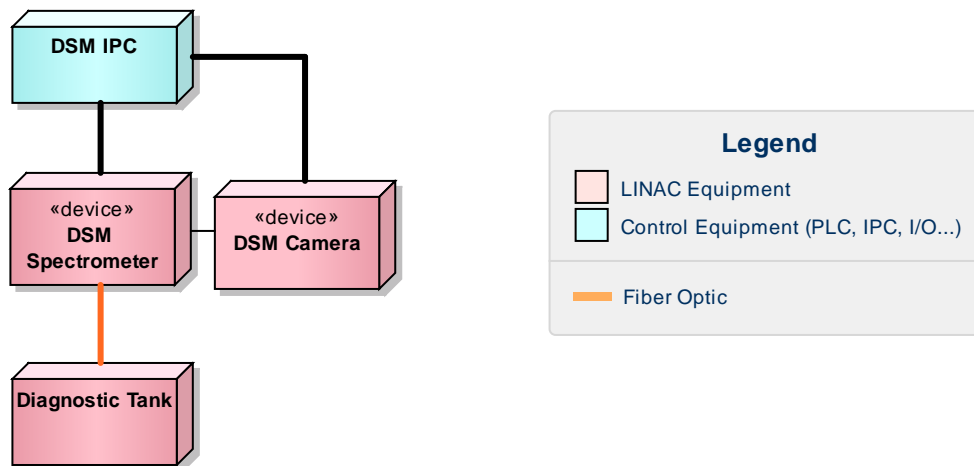 DSM IPC
«device»
DSM
Spectrometer
«device»
DSM Camera
Diagnostic Tank
Legend
LINAC Equipment
Control Equipment (PLC, IPC, I/O...)
Fiber Optic